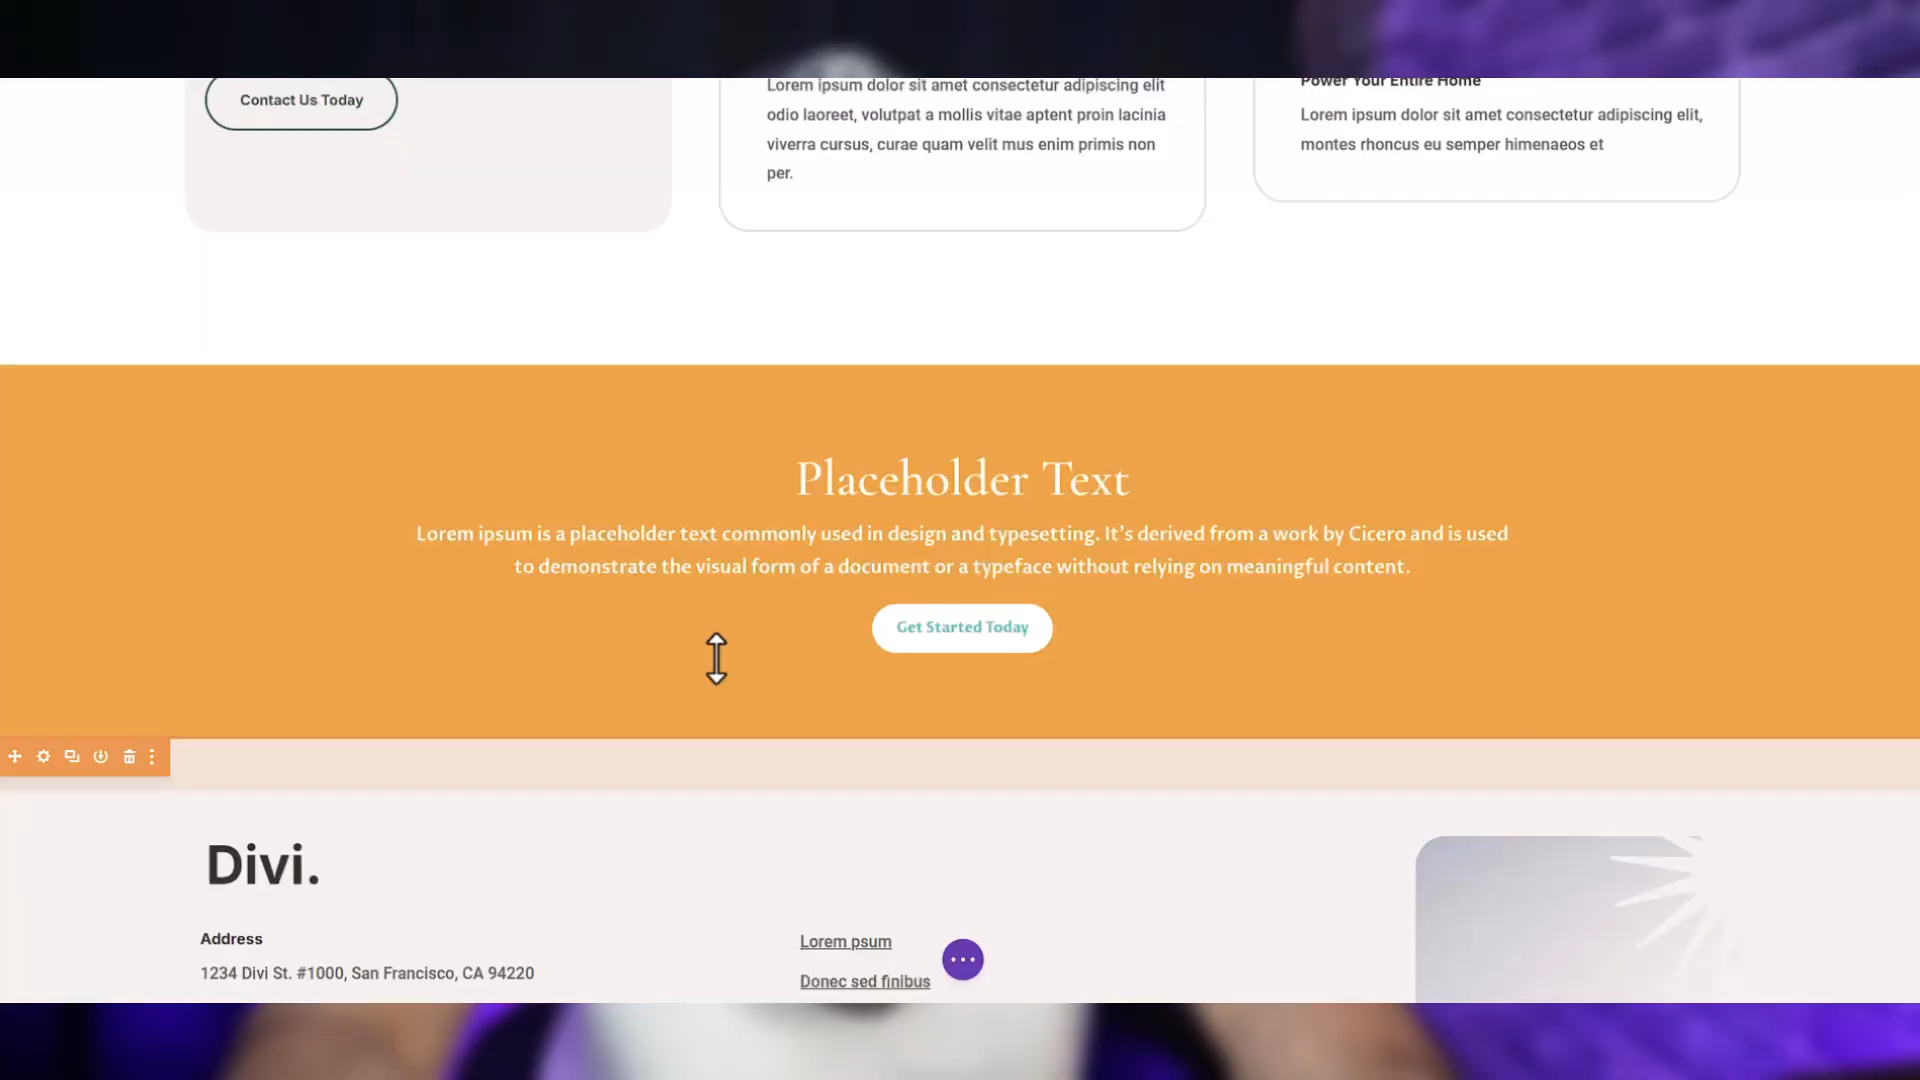 Contact Us Today
Lorem ipsum dolor sit amet consectetur adipiscing elit
odio laoreet, volutpat a mollis vitae aptent proin lacinia
viverra cursus, curae quam velit mus enim primis non
per.
Power Your Entire Home
Lorem ipsum dolor sit amet consectetur adipiscing elit,
montes rhoncus eu semper himenaeos et
Placeholder Text
Lorem ipsum is a placeholder text commonly used in design and typesetting. It's derived from a work by Cicero and is used
to demonstrate the visual form of a document or a typeface without relying on meaningful content.
Get Started Today
Divi.
Address
1234 Divi St. #1000, San Francisco, CA 94220
Lorem psum
Donec sed finibus